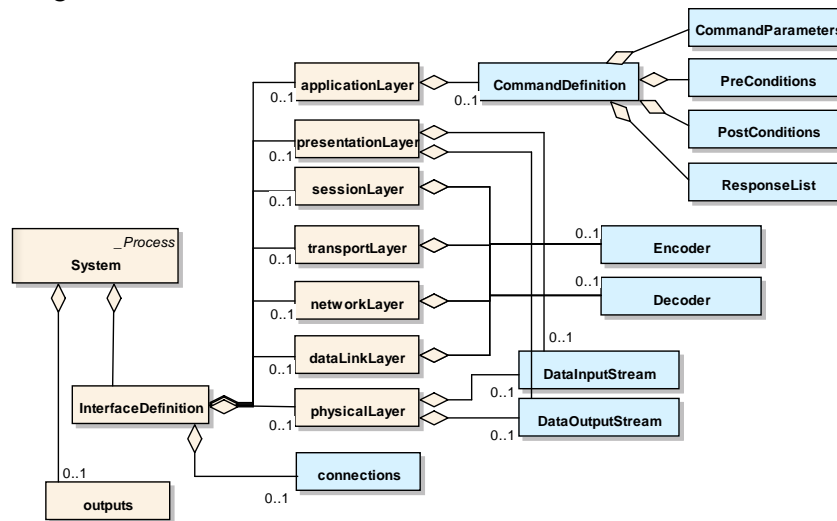 CommandParameters
applicationLayer
CommandDefinition
PreConditions
0..1
0..1
PostConditions
presentationLayer
0..1
ResponseList
sessionLayer
0..1
_Process
System
transportLayer
0..1
0..1
Encoder
networkLayer
0..1
0..1
Decoder
dataLinkLayer
0..1
0..1
DataInputStream
0..1
InterfaceDefinition
physicalLayer
0..1
DataOutputStream
0..1
connections
0..1
0..1
outputs